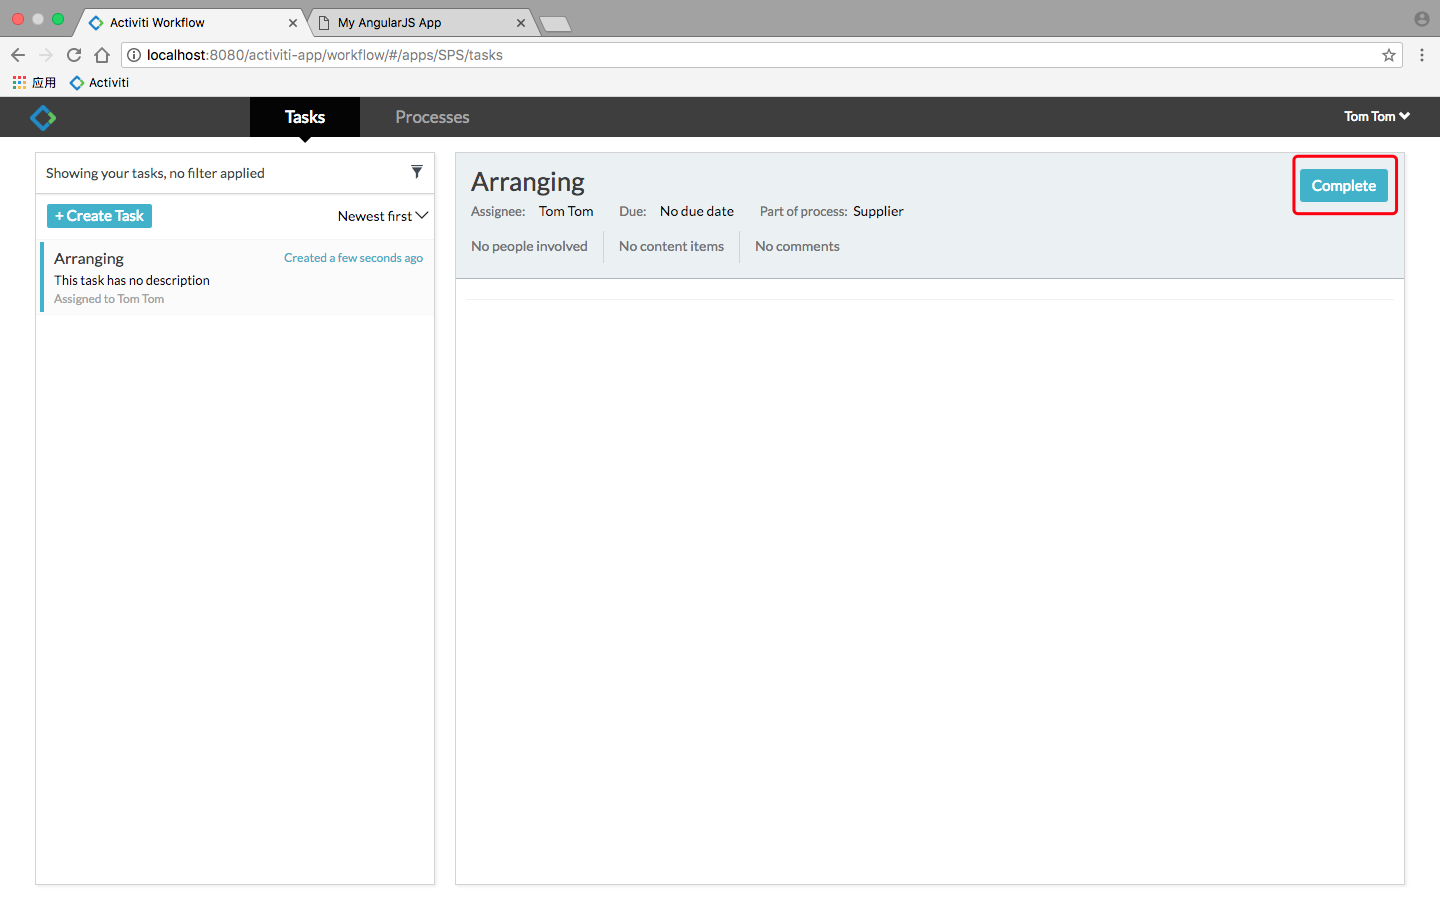 Activiti Workflow
My AngularJS App
localhost:8080/activiti-app/workflow/#/apps/SPS/tasks
应用 Activiti
Tasks Processes Tom Tom
Showing your tasks, no filter applied
+ Create Task Newest first
Arranging Created a few seconds ago
This task has no description
Assigned to Tom Tom
Arranging
Complete
Assignee: Tom Tom Due: No due date Part of process: Supplier
No people involved No content items No comments